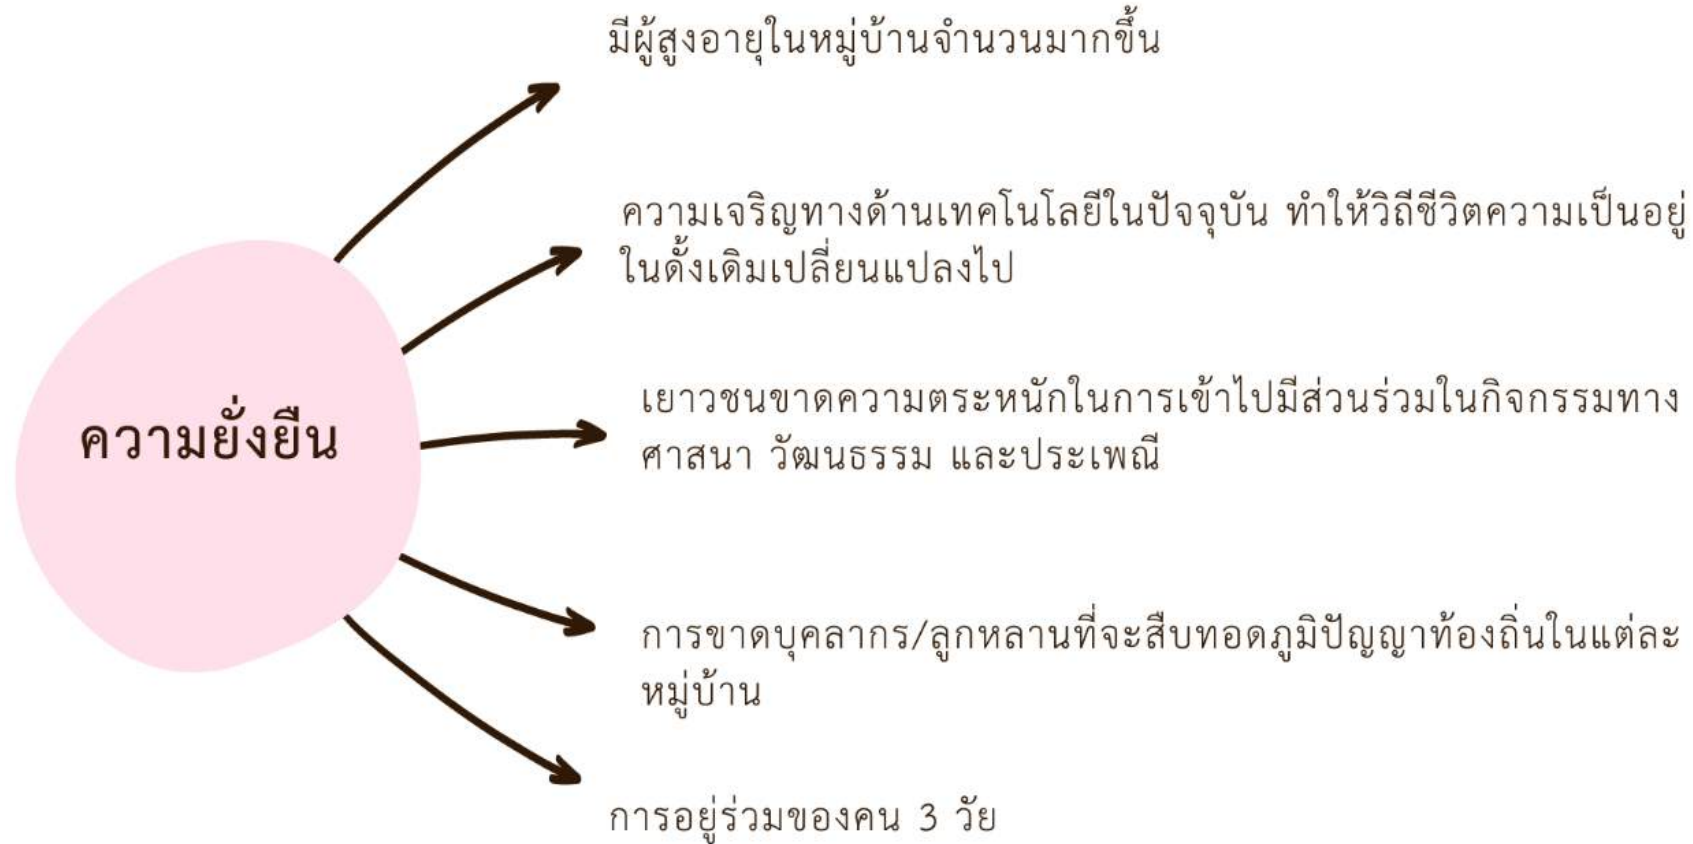 มีผู้สูงอายุในหมู่บ้านจำนวนมากขึ้น
ความเจริญทางด้านเทคโนโลยีในปัจจุบัน ทำให้วิถีชีวิตความเป็นอยู่
ในดั้งเดิมเปลี่ยนแปลงไป
เยาวชนขาดความตระหนักในการเข้าไปมีส่วนร่วมในกิจกรรมทาง
ศาสนา วัฒนธรรม และประเพณี
ความยั่งยืน
การขาดบุคลากร/ลูกหลานที่จะสืบทอดภูมิปัญญาท้องถิ่นในแต่ละ
หมู่บ้าน
การอยู่ร่วมของคน 3 วัย